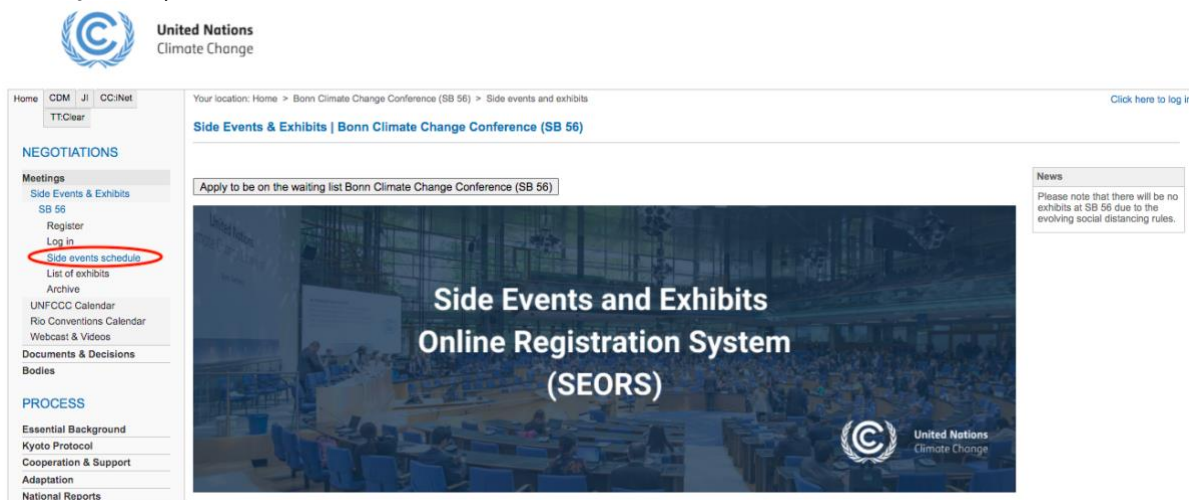 United Nations
Climate Change
Home CDM JI CC:iNet
TT:Clear
Your location: Home > Bonn Climate Change Conference (SB 56) > Side events and exhibits
Click here to log in
Side Events & Exhibits | Bonn Climate Change Conference (SB 56)
NEGOTIATIONS
Meetings
Side Events & Exhibits
SB 56
Register
Log in
Side events schedule
List of exhibits
Archive
UNFCCC Calendar
Rio Conventions Calendar
Webcast & Videos
Documents & Decisions
Bodies
PROCESS
Essential Background
Kyoto Protocol
Cooperation & Support
Adaptation
National Reports
Apply to be on the waiting list Bonn Climate Change Conference (SB 56)
Side Events and Exhibits
Online Registration System
(SEORS)
United Nations
Climate Change
News
Please note that there will be no
exhibits at SB 56 due to the
evolving social distancing rules.